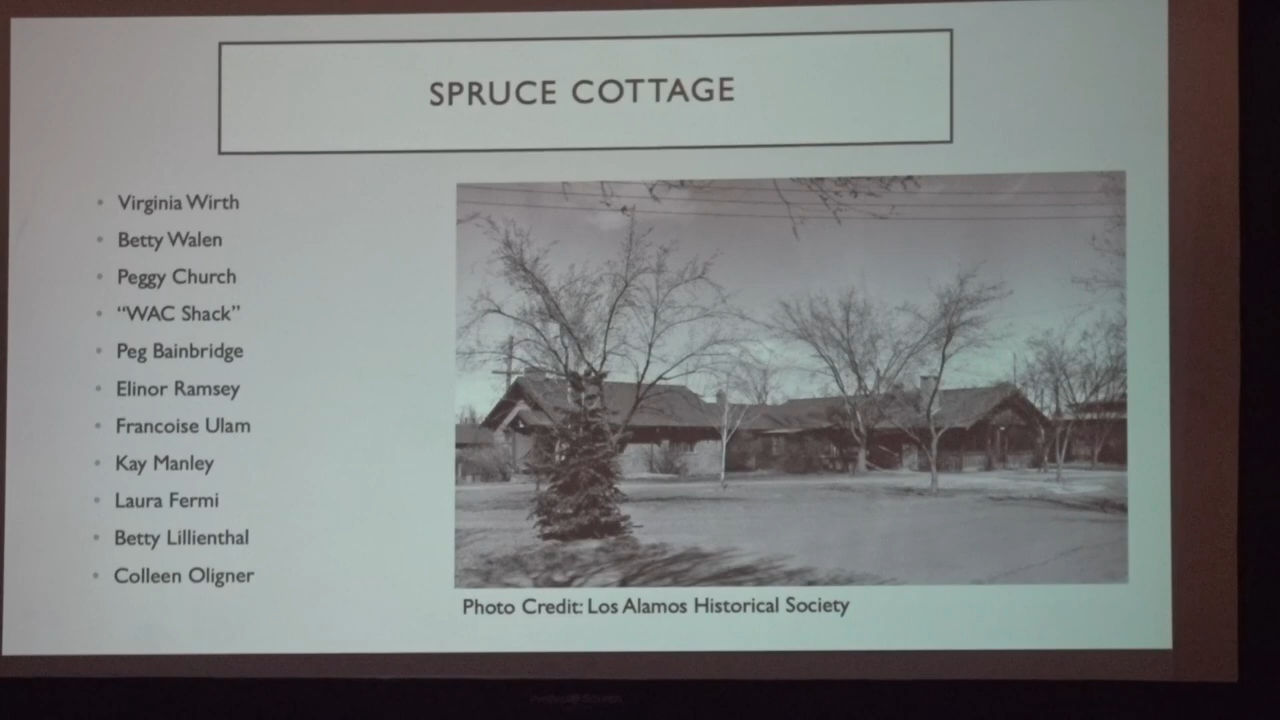 SPRUCE COTTAGE
• Virginia Wirth
• Betty Walen
• Peggy Church
• “WAC Shack”
• Peg Bainbridge
• Elinor Ramsey
• Francoise Ulam
• Kay Manley
• Laura Fermi
• Betty Lillienthal
• Colleen Oligner
Photo Credit: Los Alamos Historical Society